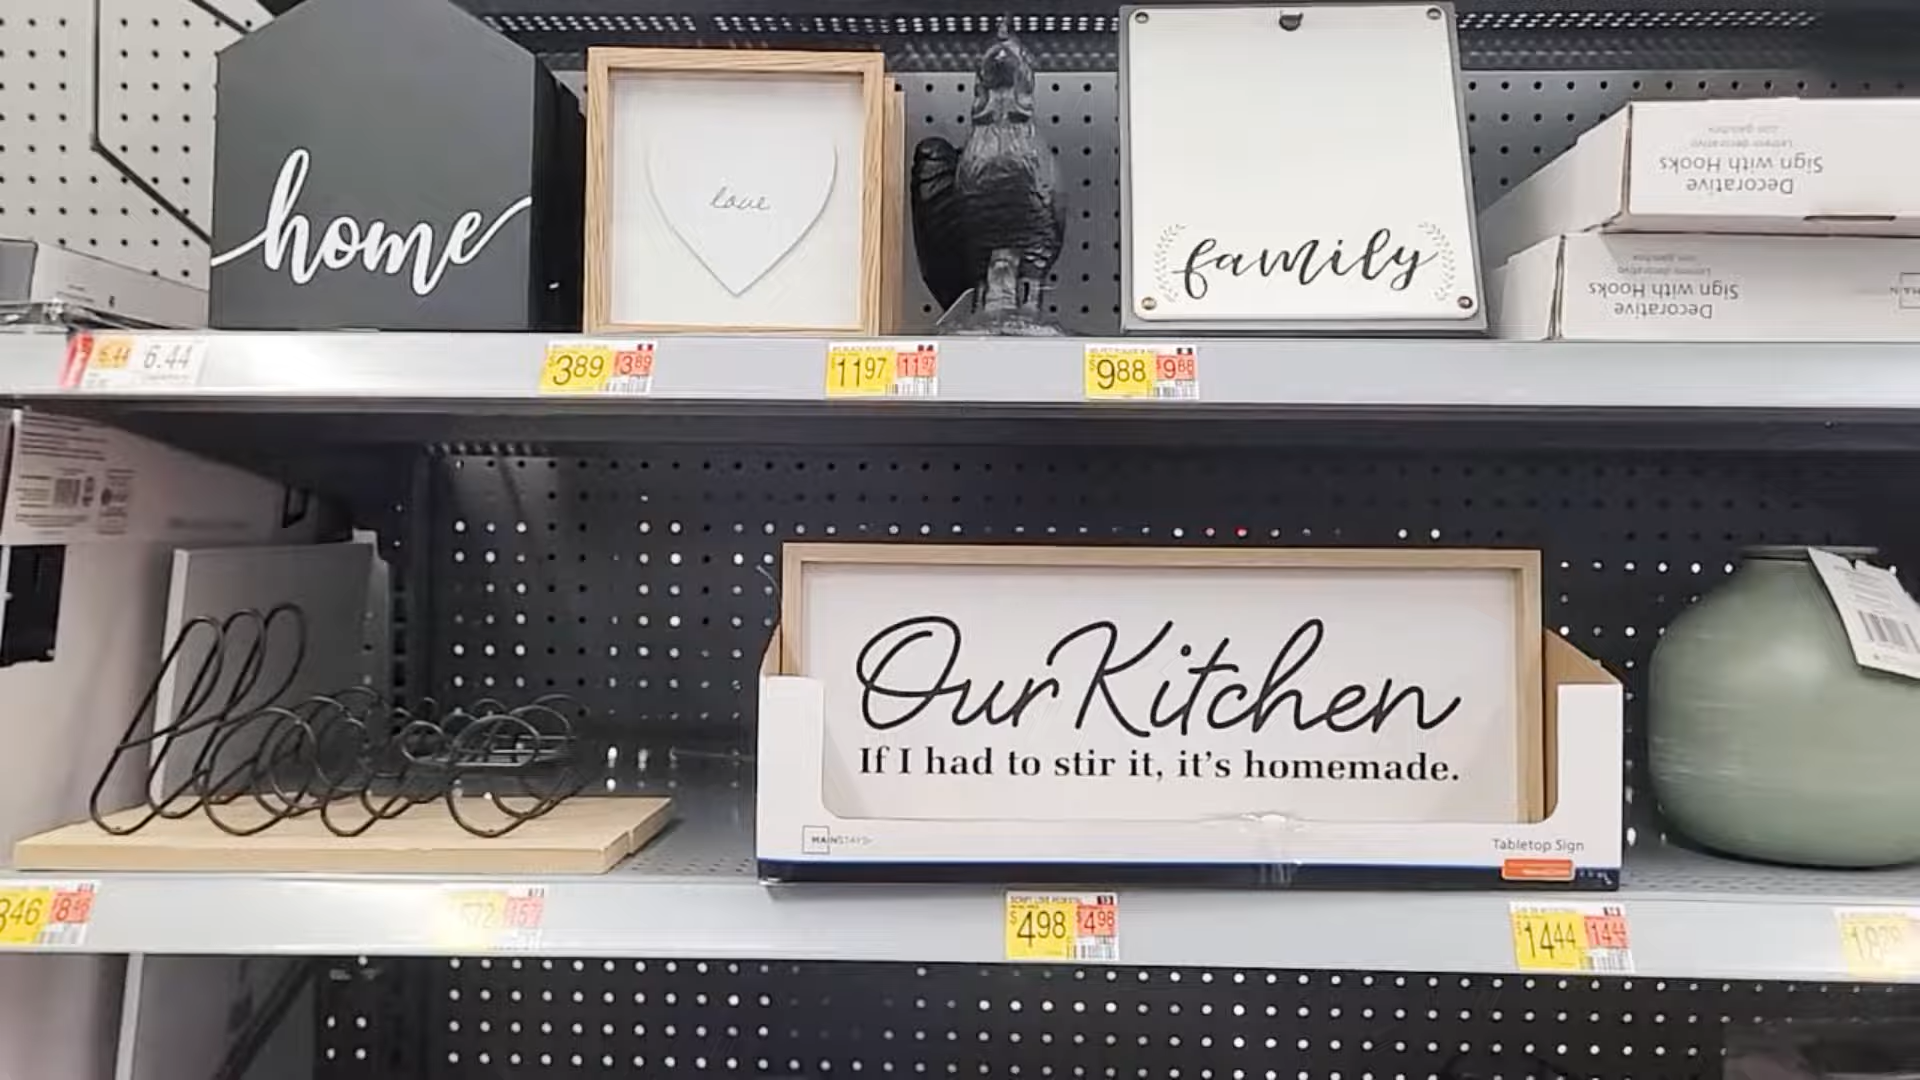 home
love
family
Decorative
Sign with Hooks
Decorative
Sign with Hooks
6.44 6.44
$3.89 $3.89
$11.97 11.97
$9.88 $9.88
Our Kitchen
If I had to stir it, it's homemade.
MAINSTAYS
Tabletop Sign
$4.98 $4.98
14.44 14.44